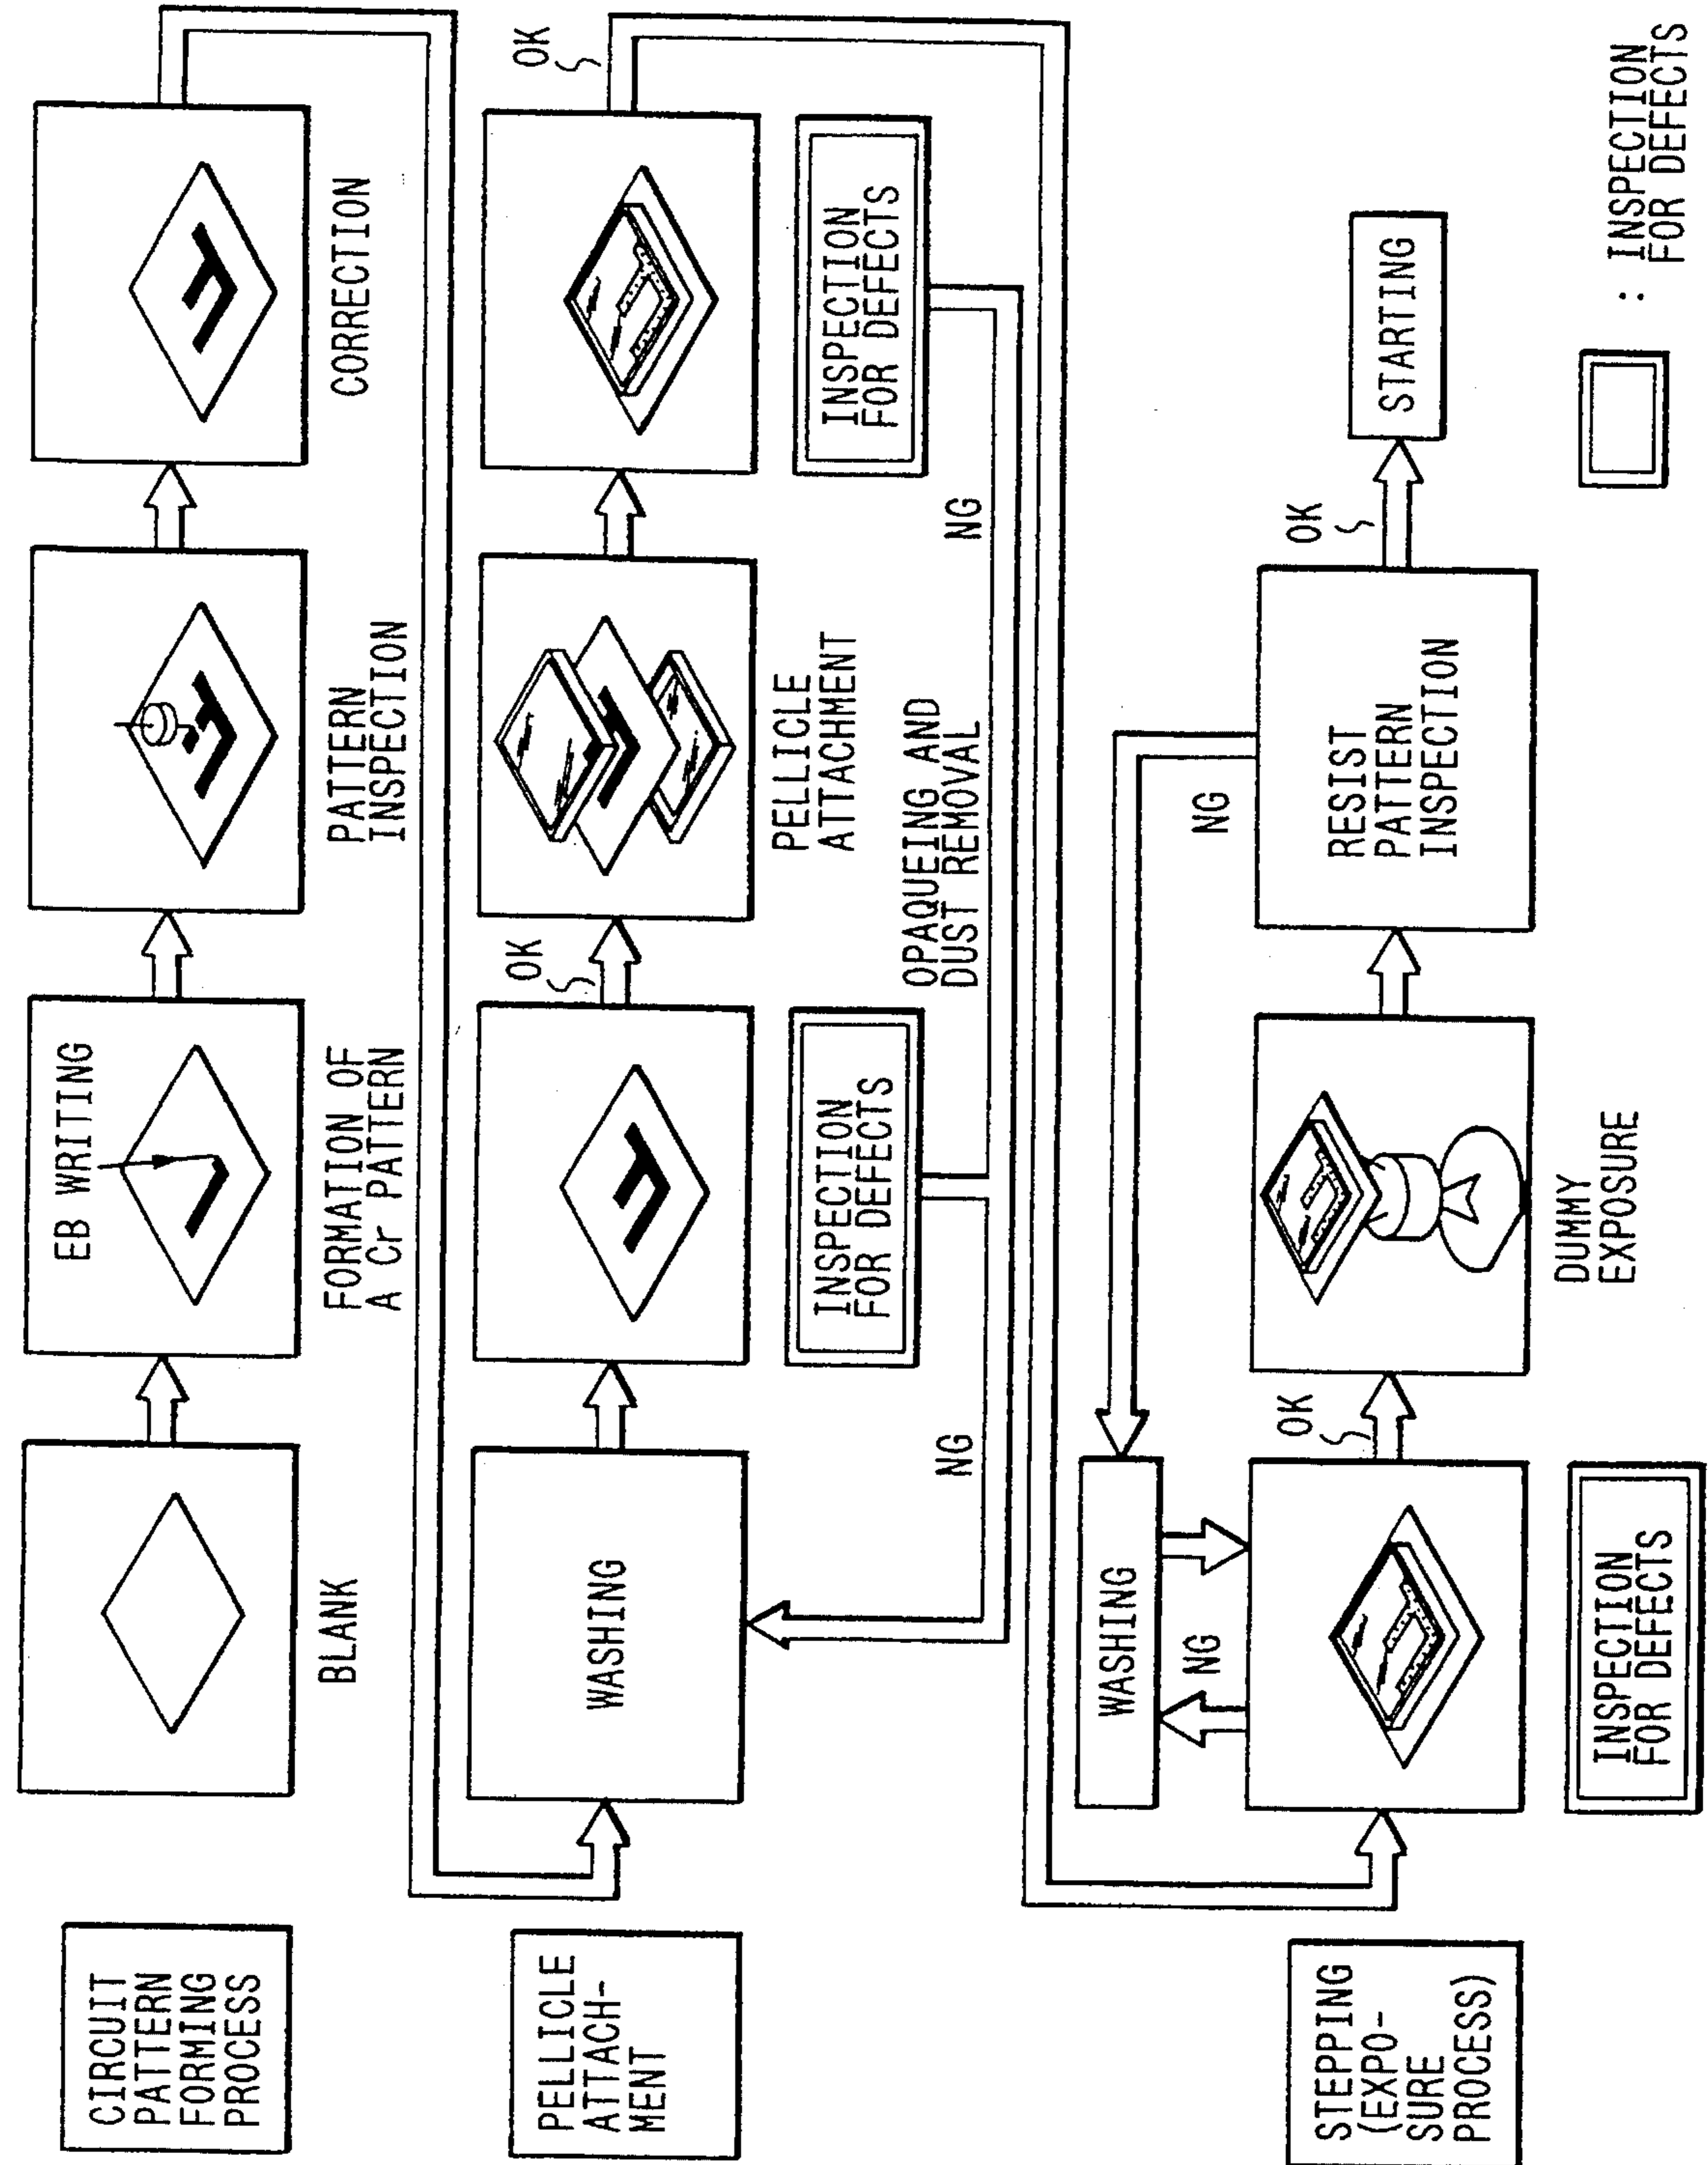 CIRCUIT
PATTERN
FORMING
PROCESS
BLANK
EB WRITING
FORMATION OF
A Cr PATTERN
PATTERN
INSPECTION
CORRECTION
PELLICLE
ATTACH-
MENT
WASHING
INSPECTION
FOR DEFECTS
NG
OK
PELLICLE
ATTACHMENT
OPAQUEING AND
DUST REMOVAL
INSPECTION
FOR DEFECTS
NG
OK
STEPPING
(EXPO-
SURE
PROCESS)
WASHING
NG
INSPECTION
FOR DEFECTS
OK
DUMMY
EXPOSURE
NG
RESIST
PATTERN
INSPECTION
OK
STARTING
: INSPECTION
FOR DEFECTS